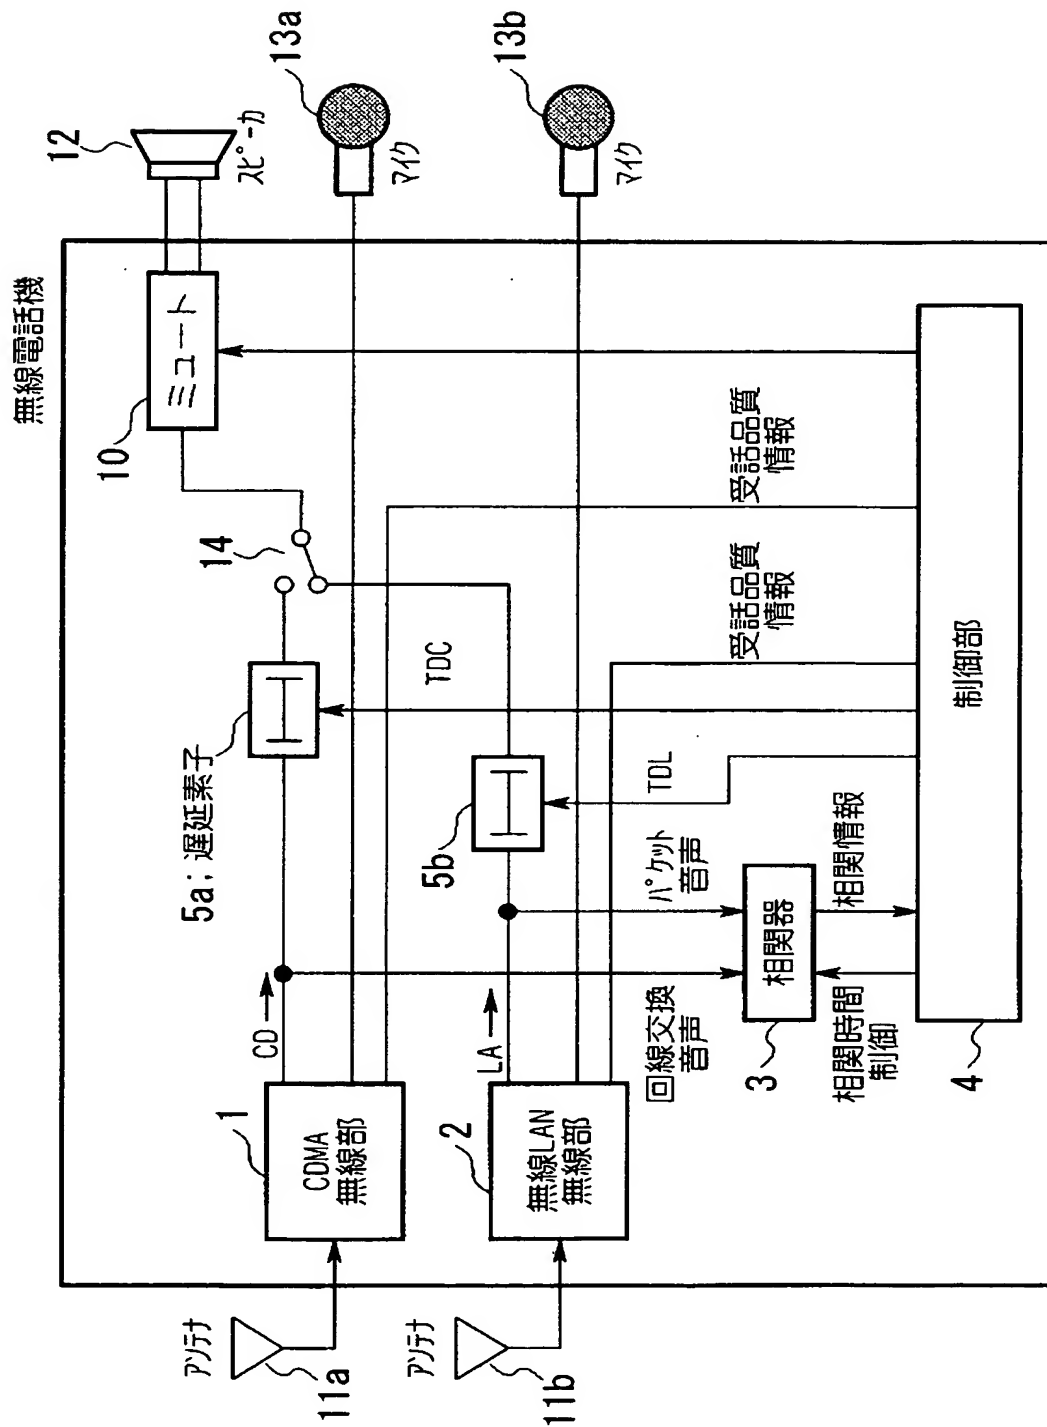 無線電話機
アンテナ
11a
アンテナ
11b
1
CDMA
無線部
2
無線LAN
無線部
CD
LA
5a; 遅延素子
5b
14
10
ミュート
12
スピーカ
13a
マイク
13b
マイク
TDC
TDL
回線交換
音声
パケット
音声
3
相関器
相関時間
制御
相関情報
受話品質
情報
受話品質
情報
4
制御部